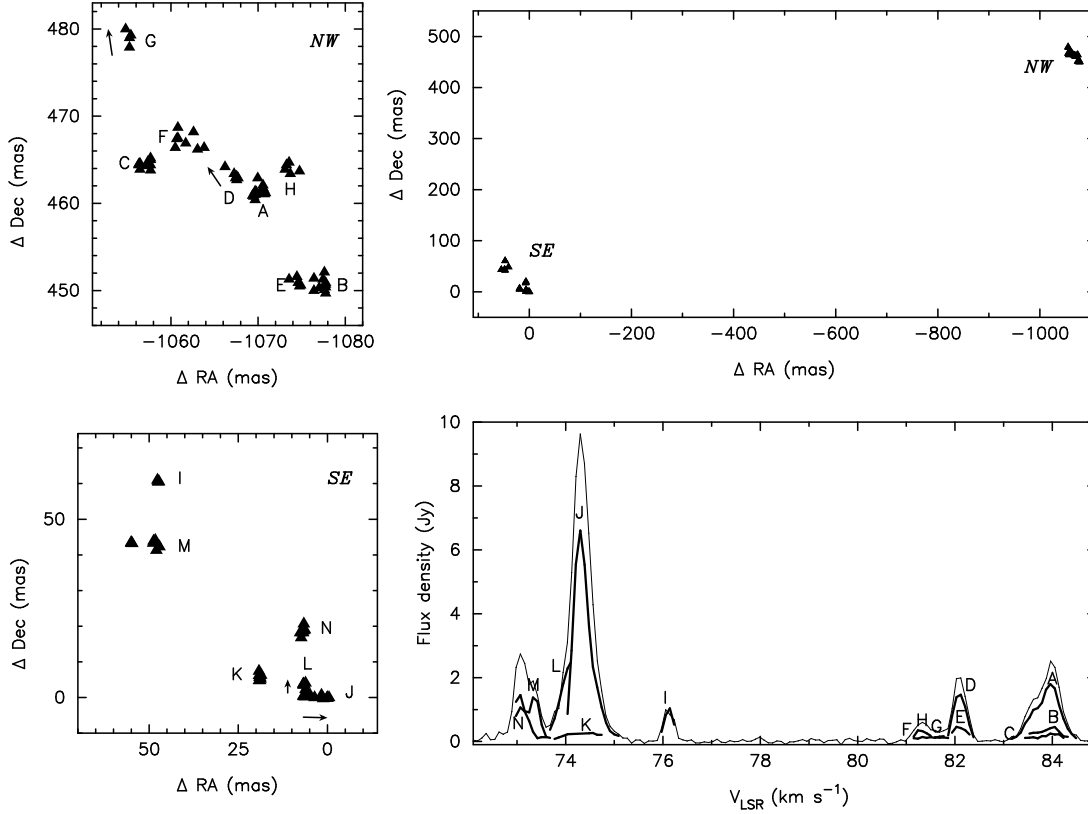 480
470
460
450
Δ Dec (mas)
G
NW
F
C
D
A
H
E
B
−1060
−1070
−1080
Δ RA (mas)
500
400
300
200
100
0
Δ Dec (mas)
NW
SE
0
−200
−400
−600
−800
−1000
Δ RA (mas)
50
0
Δ Dec (mas)
SE
I
M
N
K
L
J
50
25
0
Δ RA (mas)
10
8
6
4
2
0
Flux density (Jy)
J
L
M
N
K
I
F
H
G
D
E
C
A
B
74
76
78
80
82
84
V_LSR (km s⁻¹)